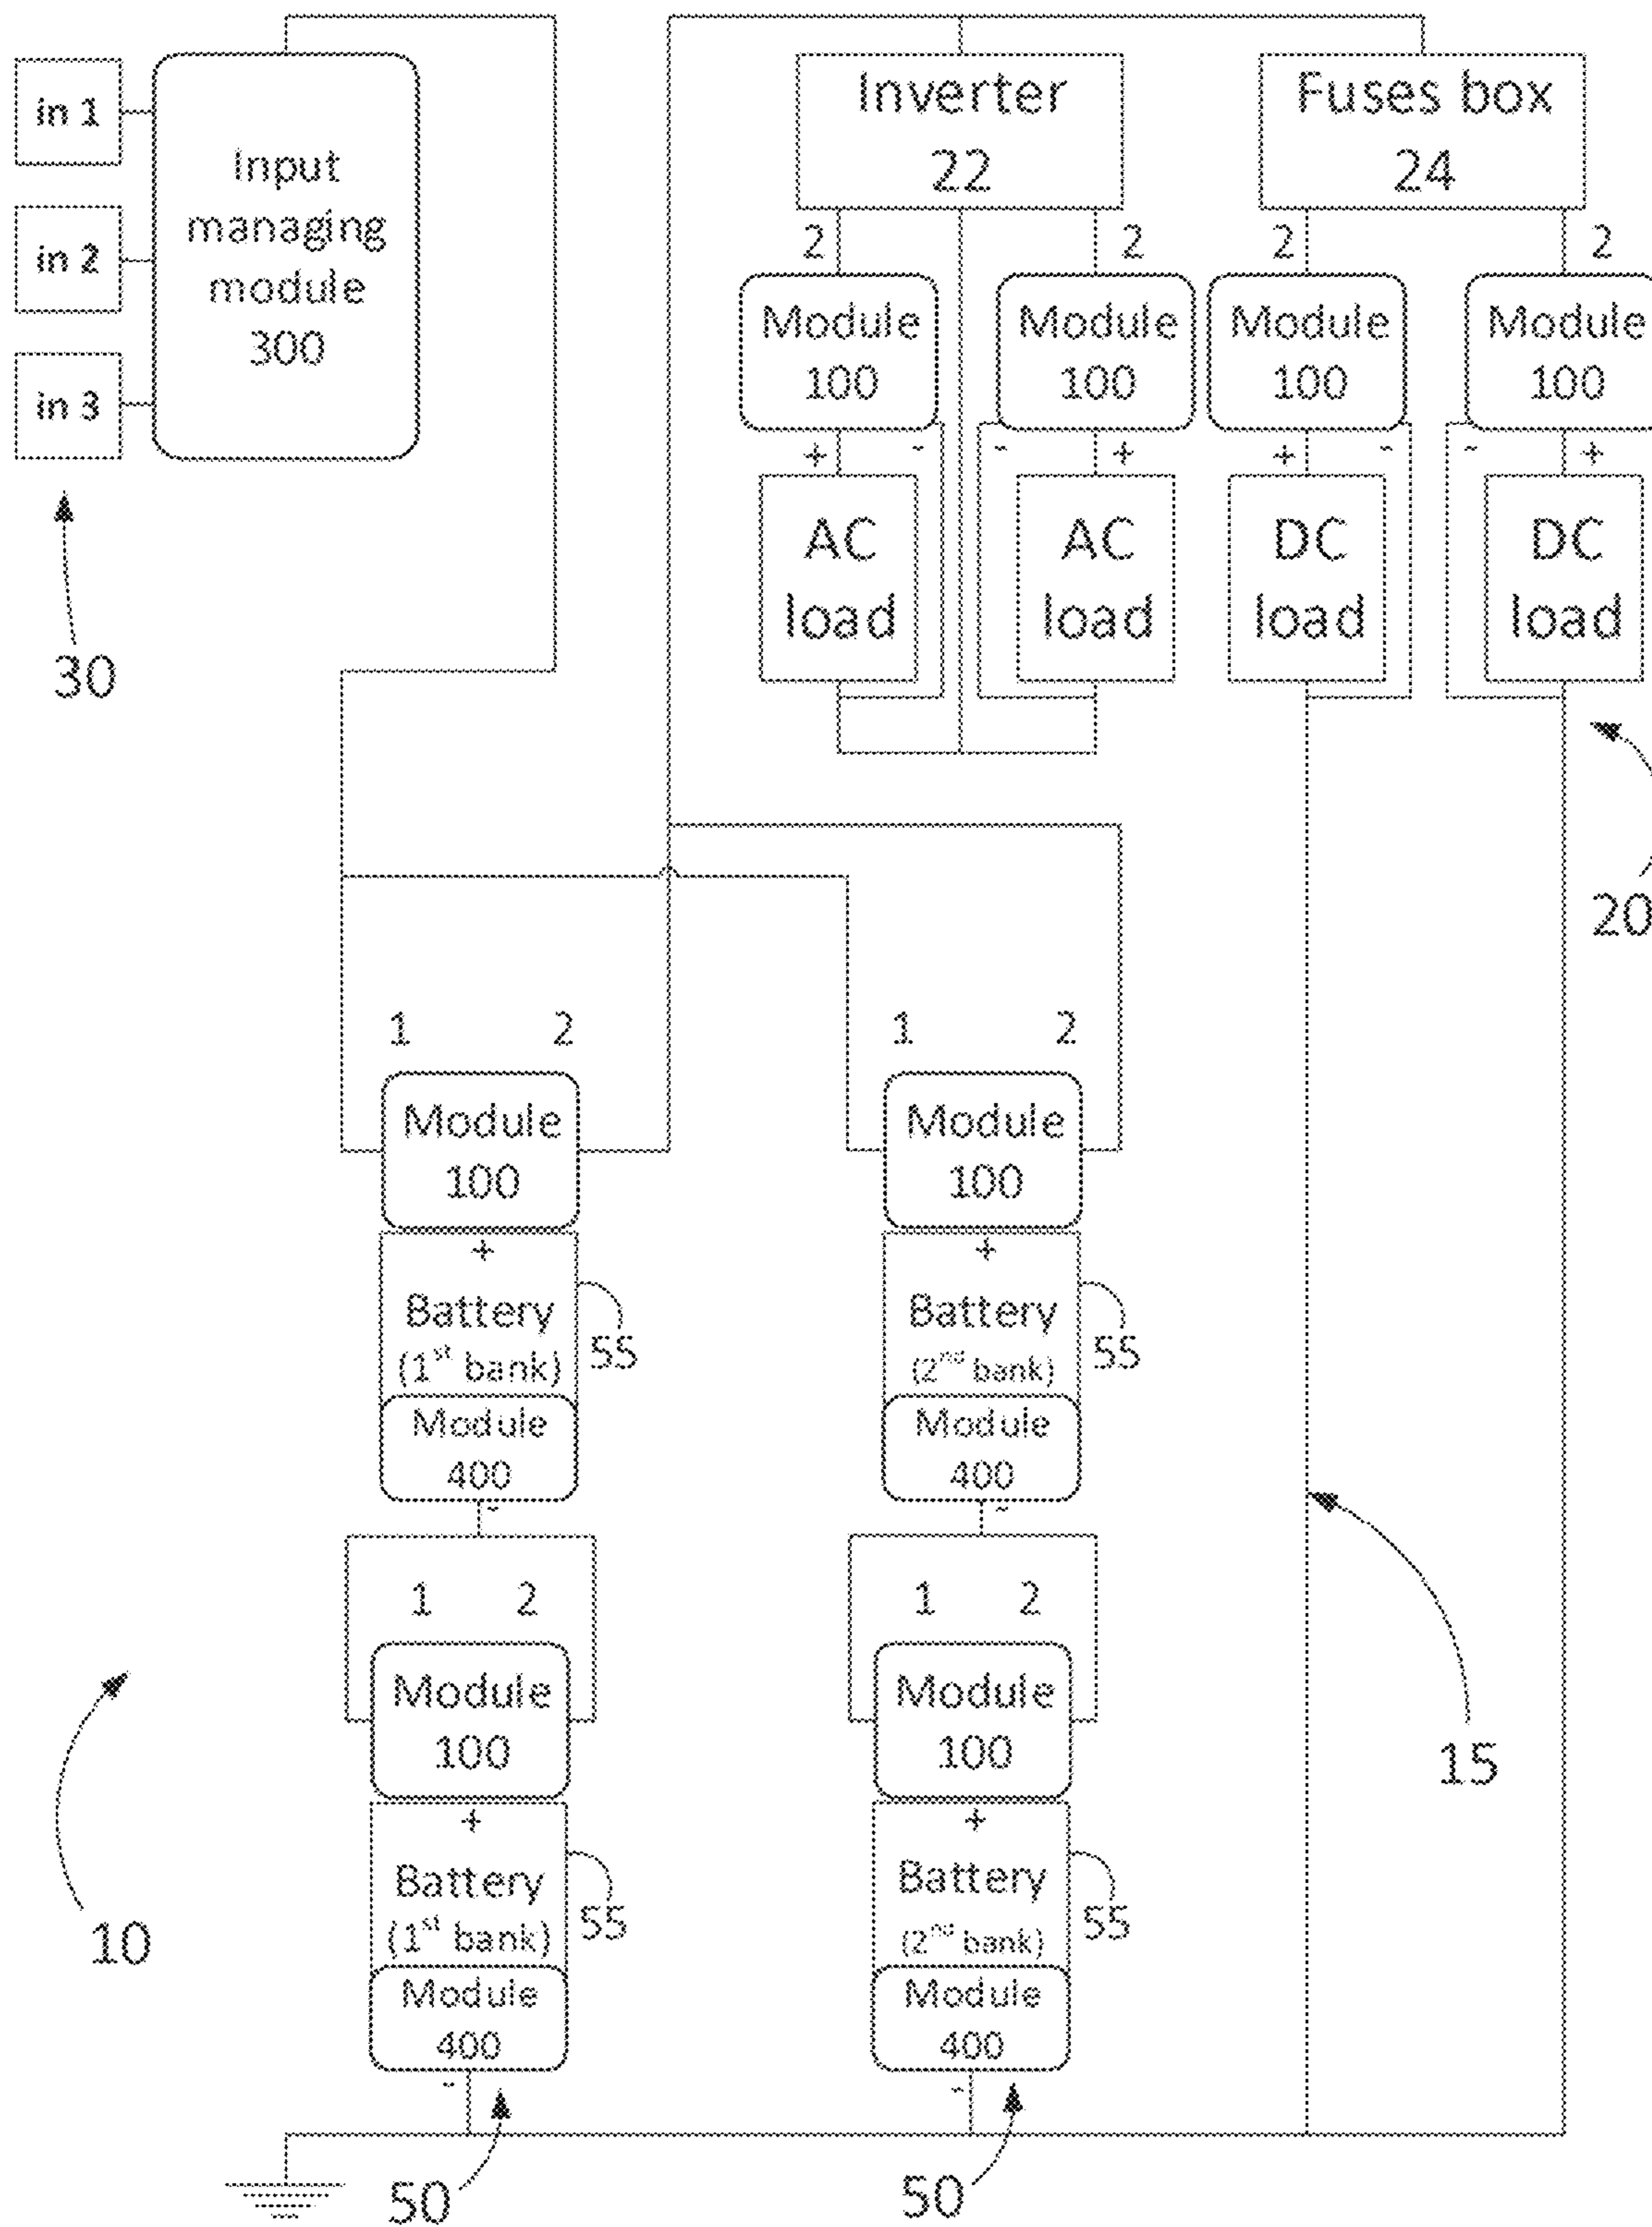 in 1
in 2
in 3
Input
managing
module
300
30
Inverter
22
Fuses box
24
2
2
2
2
Module
100
Module
100
Module
100
Module
100
+
-
-
+
+
-
-
+
AC
load
AC
load
DC
load
DC
load
20
1
2
1
2
Module
100
Module
100
+
+
Battery
(1st bank)
55
Battery
(2nd bank)
55
Module
400
Module
400
-
-
1
2
1
2
Module
100
Module
100
+
+
Battery
(1st bank)
55
Battery
(2nd bank)
55
Module
400
Module
400
-
-
15
10
50
50